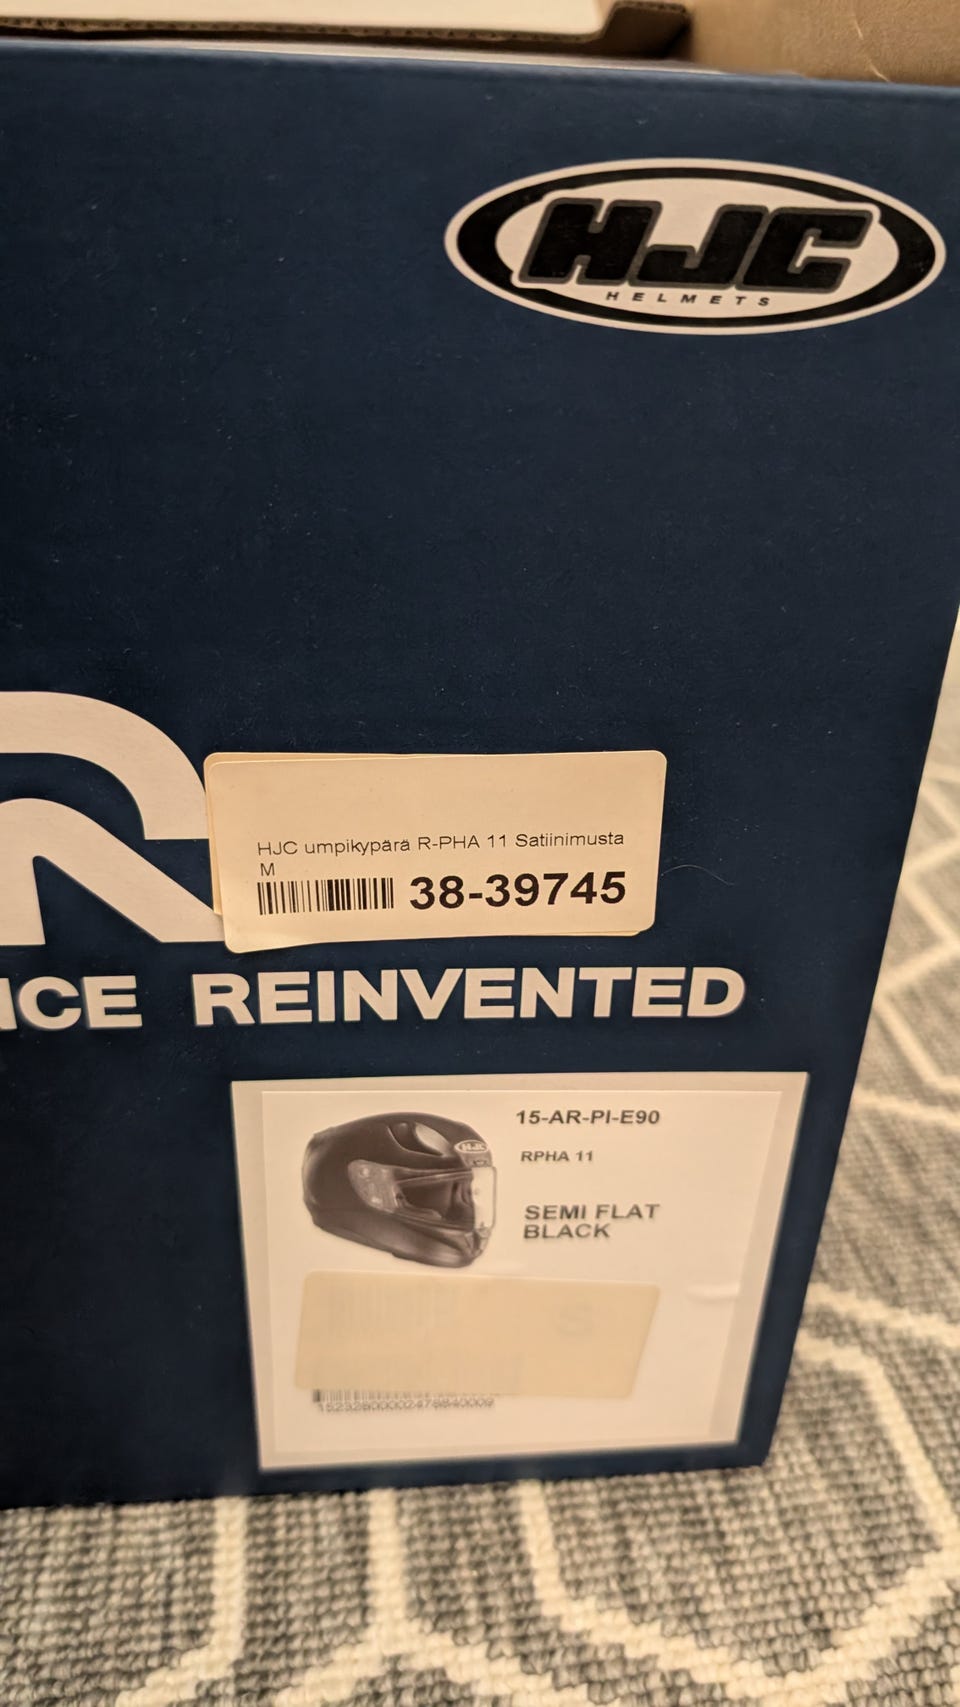 HJC
HELMETS
HJC umpikypärä R-PHA 11 Satiinimusta
M
38-39745
NCE REINVENTED
15-AR-PI-E90
HJC
RPHA 11
SEMI FLAT
BLACK
S